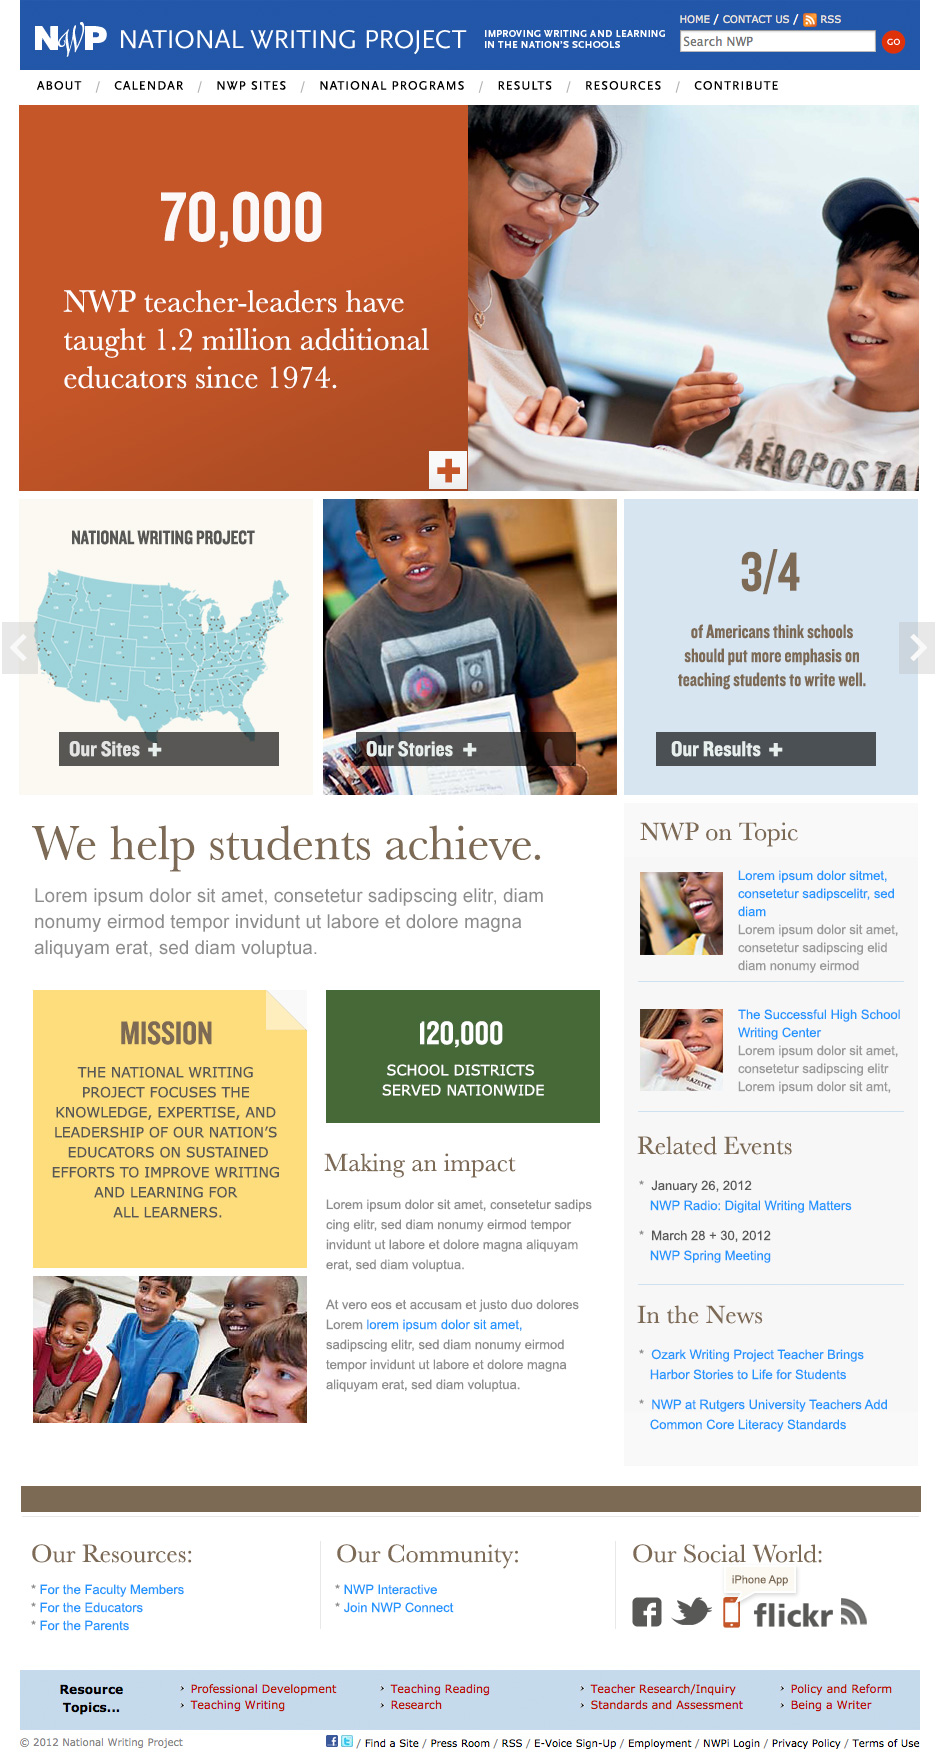 NWP NATIONAL WRITING PROJECT
IMPROVING WRITING AND LEARNING
IN THE NATION'S SCHOOLS
HOME / CONTACT US / RSS
Search NWP
GO
ABOUT / CALENDAR / NWP SITES / NATIONAL PROGRAMS / RESULTS / RESOURCES / CONTRIBUTE
70,000
NWP teacher-leaders have
taught 1.2 million additional
educators since 1974.
AÉROPOSTA
NATIONAL WRITING PROJECT
Our Sites +
Our Stories +
3/4
of Americans think schools
should put more emphasis on
teaching students to write well.
Our Results +
We help students achieve.
Lorem ipsum dolor sit amet, consetetur sadipscing elitr, diam
nonumy eirmod tempor invidunt ut labore et dolore magna
aliquyam erat, sed diam voluptua.
MISSION
THE NATIONAL WRITING
PROJECT FOCUSES THE
KNOWLEDGE, EXPERTISE, AND
LEADERSHIP OF OUR NATION'S
EDUCATORS ON SUSTAINED
EFFORTS TO IMPROVE WRITING
AND LEARNING FOR
ALL LEARNERS.
120,000
SCHOOL DISTRICTS
SERVED NATIONWIDE
Making an impact
Lorem ipsum dolor sit amet, consetetur sadips
cing elitr, sed diam nonumy eirmod tempor
invidunt ut labore et dolore magna aliquyam
erat, sed diam voluptua.
At vero eos et accusam et justo duo dolores
Lorem lorem ipsum dolor sit amet,
sadipscing elitr, sed diam nonumy eirmod
tempor invidunt ut labore et dolore magna
aliquyam erat, sed diam voluptua.
NWP on Topic
Lorem ipsum dolor sitmet,
consetetur sadipscelitr, sed
diam
Lorem ipsum dolor sit amet,
consetetur sadipscing elid
diam nonumy eirmod
GAZETTE
The Successful High School
Writing Center
Lorem ipsum dolor sit amet,
consetetur sadipscing elitr
Lorem ipsum dolor sit amt,
Related Events
* January 26, 2012
NWP Radio: Digital Writing Matters
* March 28 + 30, 2012
NWP Spring Meeting
In the News
* Ozark Writing Project Teacher Brings
Harbor Stories to Life for Students
* NWP at Rutgers University Teachers Add
Common Core Literacy Standards
Our Resources:
* For the Faculty Members
* For the Educators
* For the Parents
Our Community:
* NWP Interactive
* Join NWP Connect
Our Social World:
iPhone App
flickr
Resource
Topics...
› Professional Development
› Teaching Writing
› Teaching Reading
› Research
› Teacher Research/Inquiry
› Standards and Assessment
› Policy and Reform
› Being a Writer
© 2012 National Writing Project
/ Find a Site / Press Room / RSS / E-Voice Sign-Up / Employment / NWPi Login / Privacy Policy / Terms of Use